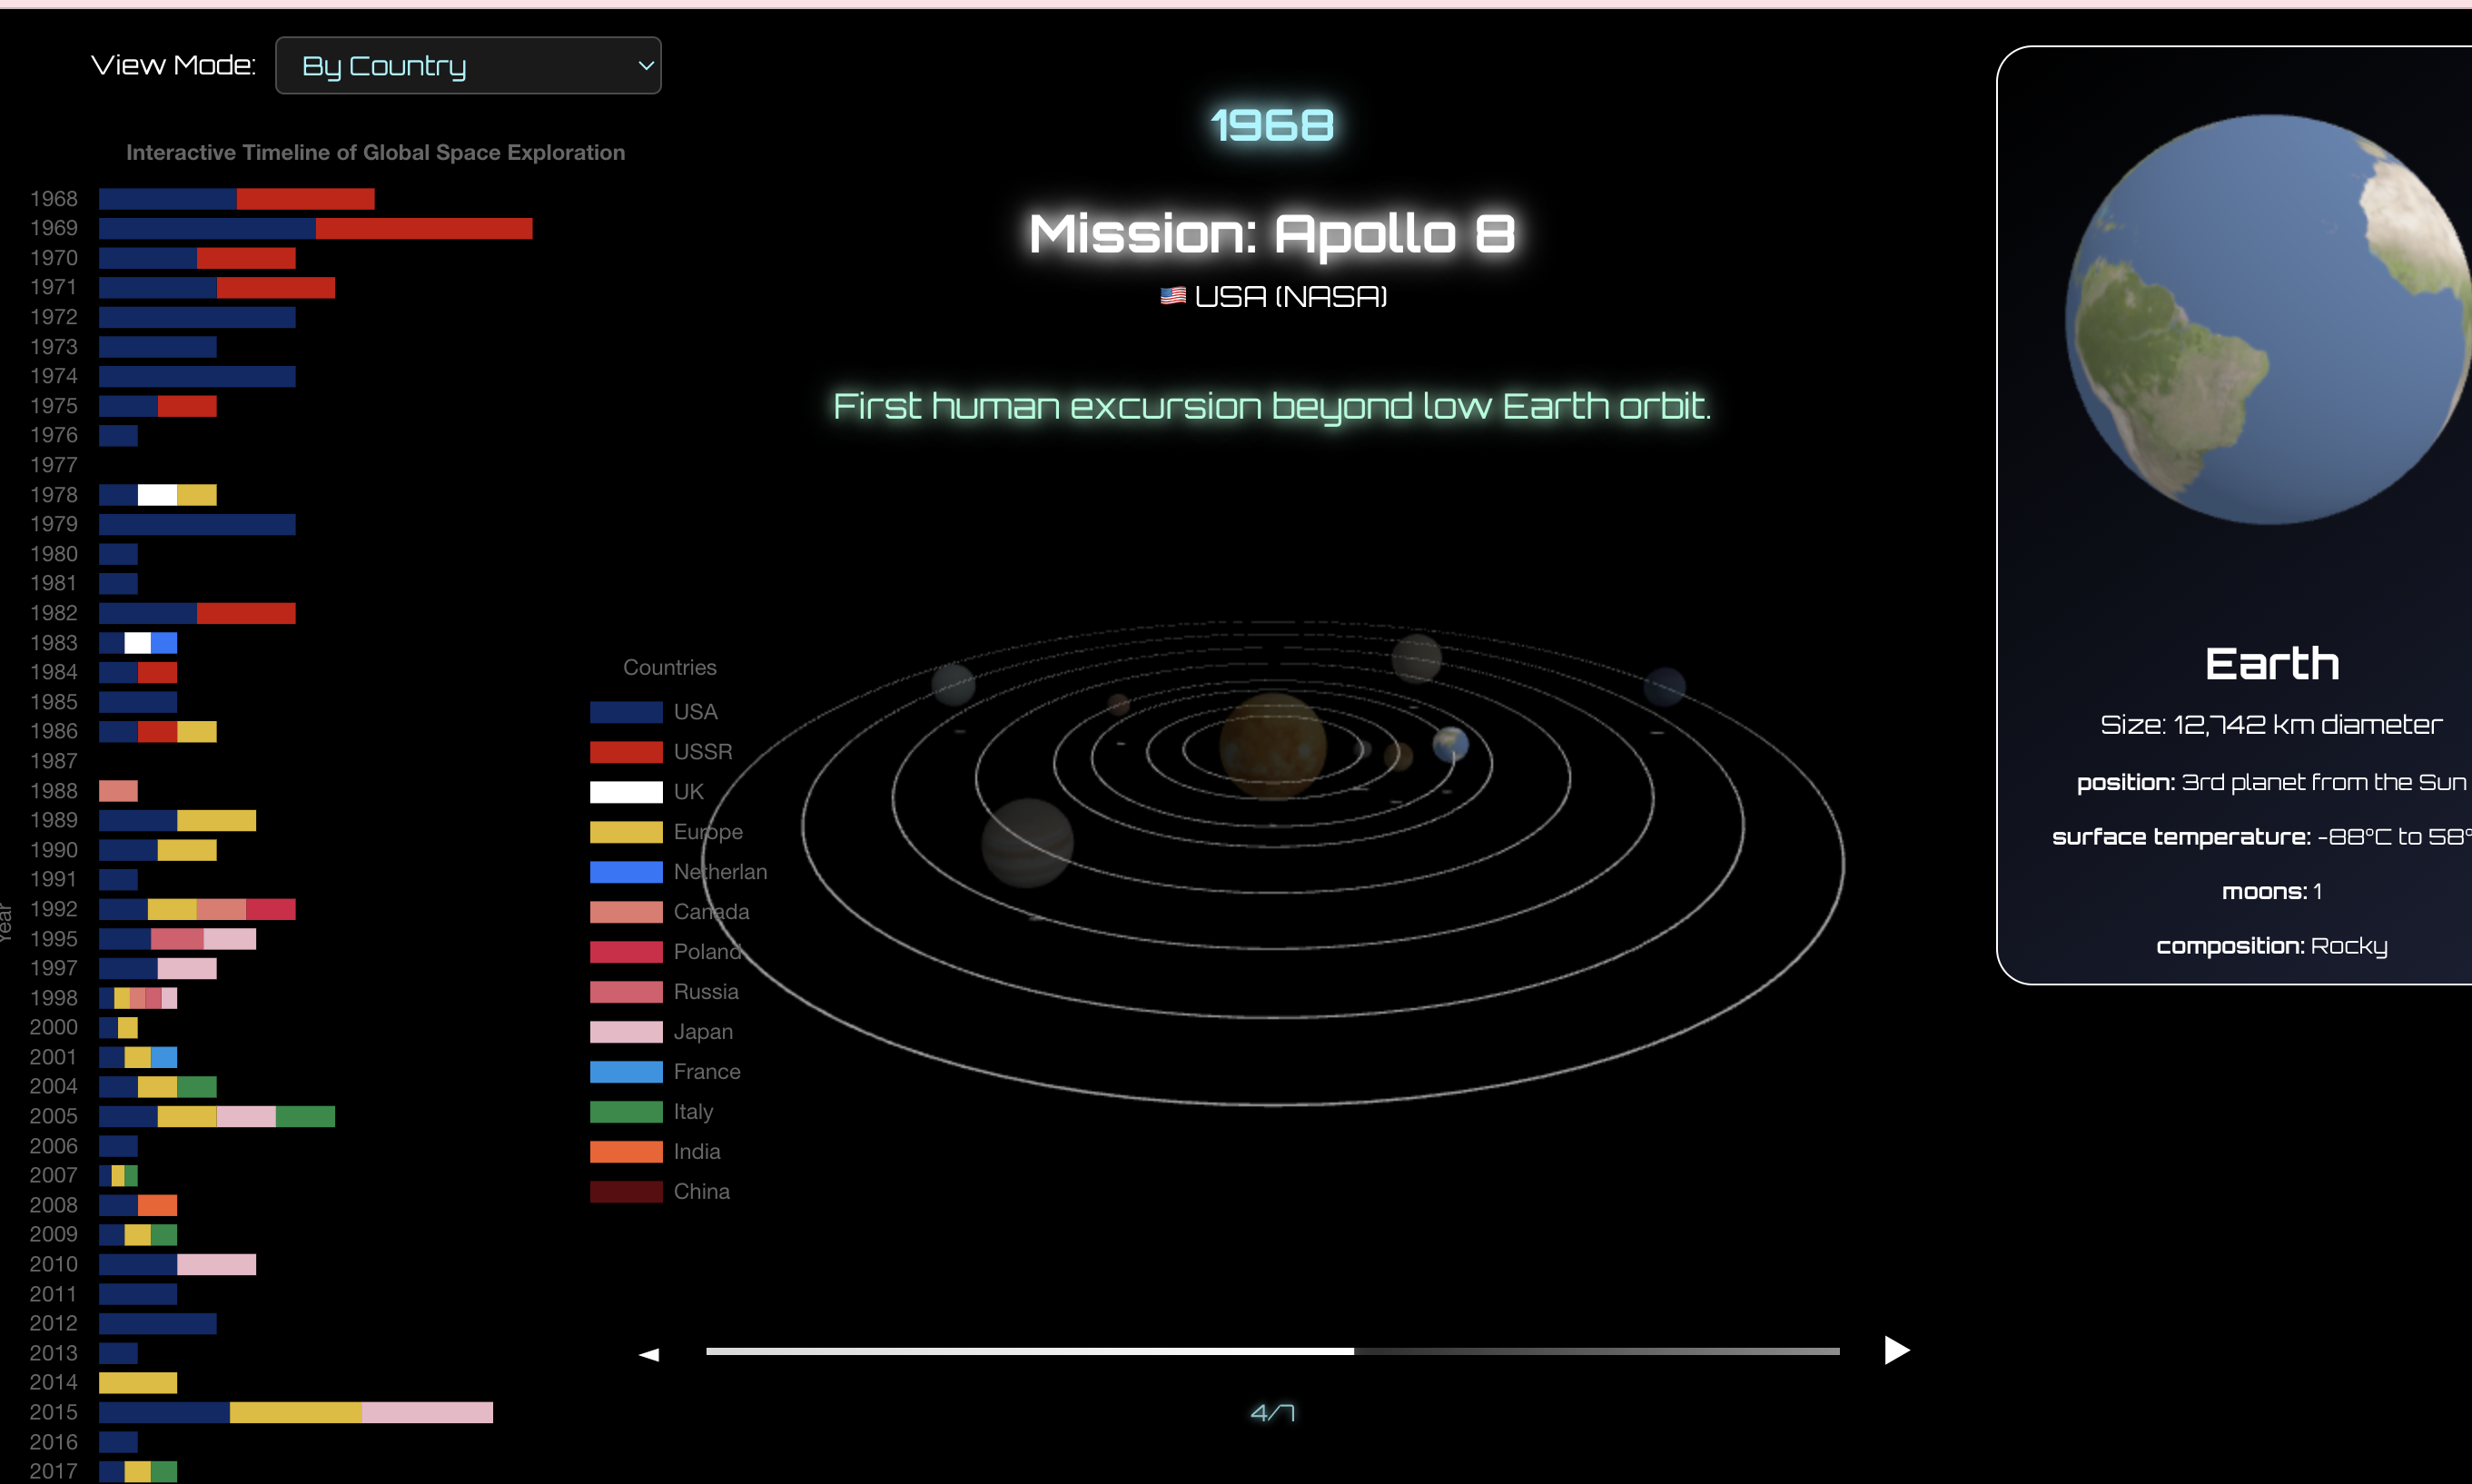 View Mode: By Country
Interactive Timeline of Global Space Exploration
1968
1969
1970
1971
1972
1973
1974
1975
1976
1977
1978
1979
1980
1981
1982
1983
1984
1985
1986
1987
1988
1989
1990
1991
1992
1995
1997
1998
2000
2001
2004
2005
2006
2007
2008
2009
2010
2011
2012
2013
2014
2015
2016
2017
Year
Countries
USA
USSR
UK
Europe
Netherlan
Canada
Poland
Russia
Japan
France
Italy
India
China
1968
Mission: Apollo 8
🇺🇸 USA (NASA)
First human excursion beyond low Earth orbit.
4/7
Earth
Size: 12,742 km diameter
position: 3rd planet from the Sun
surface temperature: -88°C to 58°
moons: 1
composition: Rocky